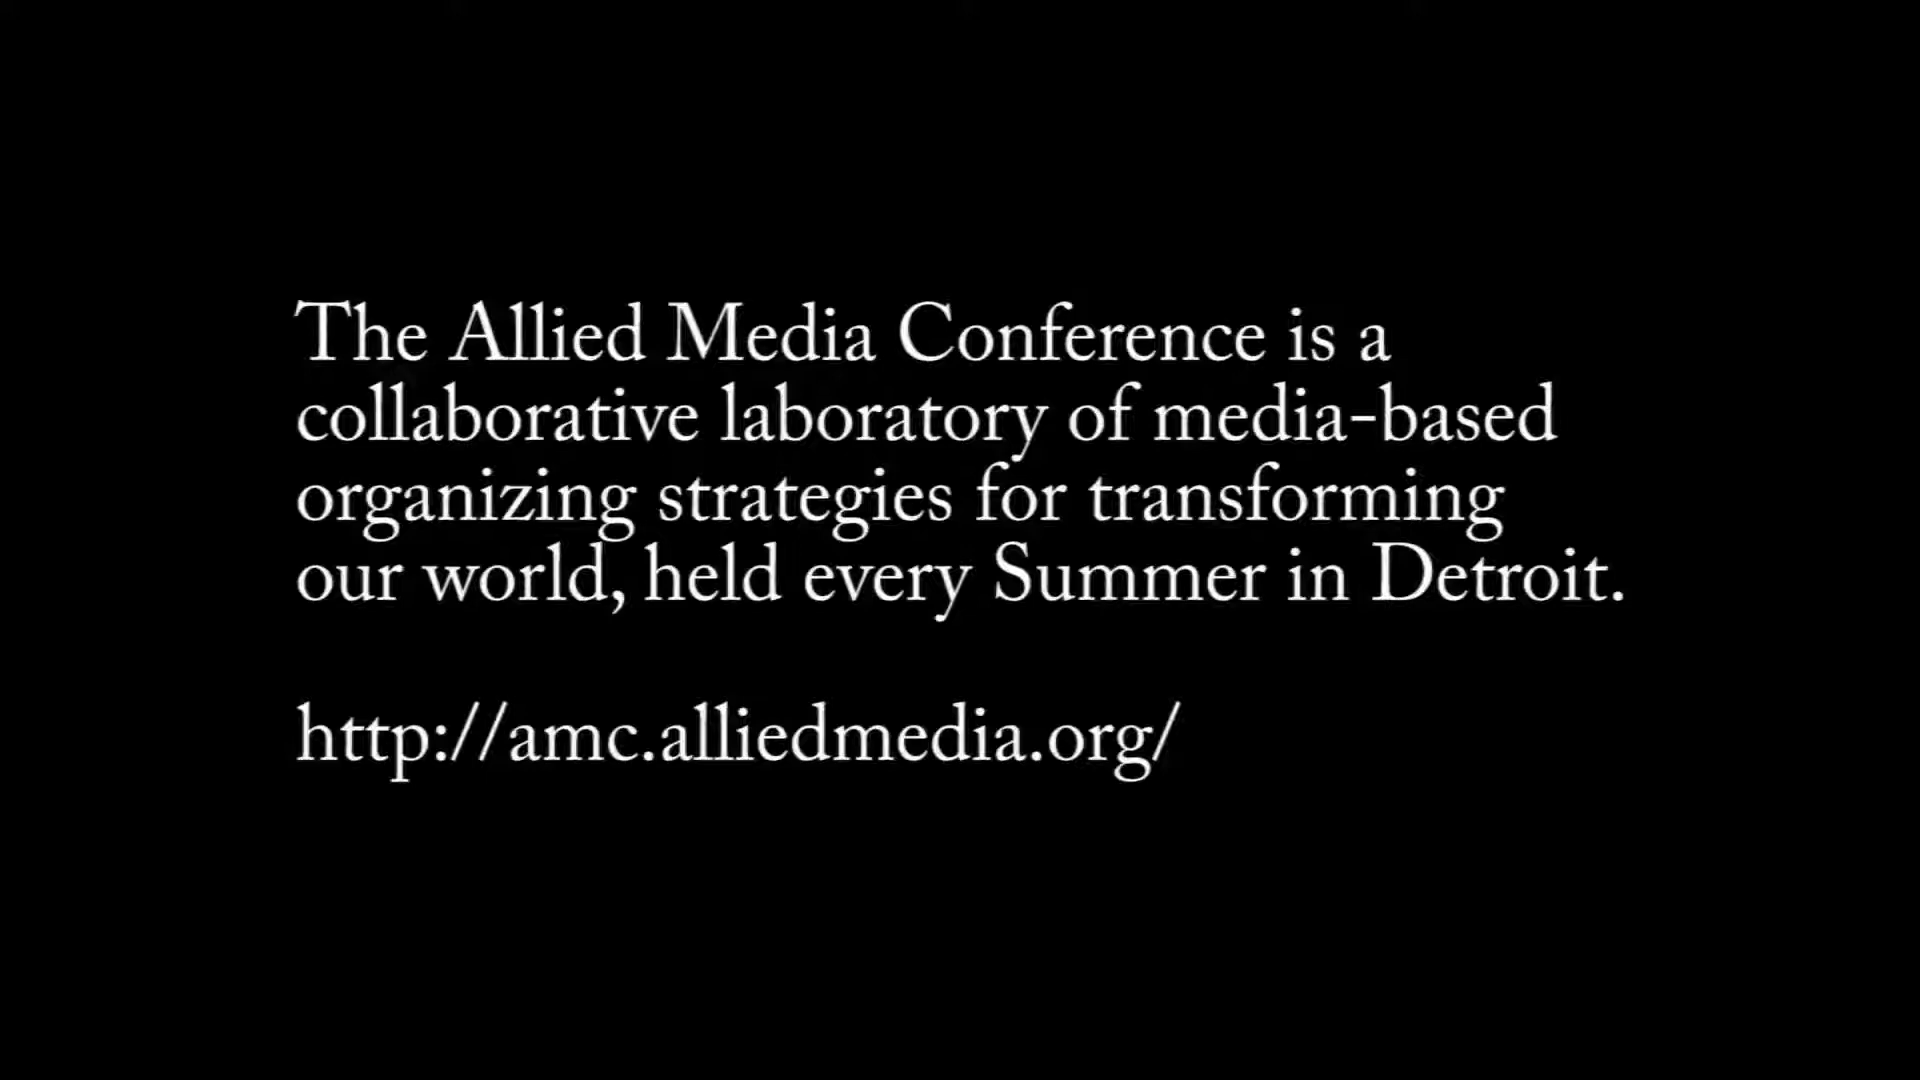 The Allied Media Conference is a
collaborative laboratory of media-based
organizing strategies for transforming
our world, held every Summer in Detroit.
http://amc.alliedmedia.org/